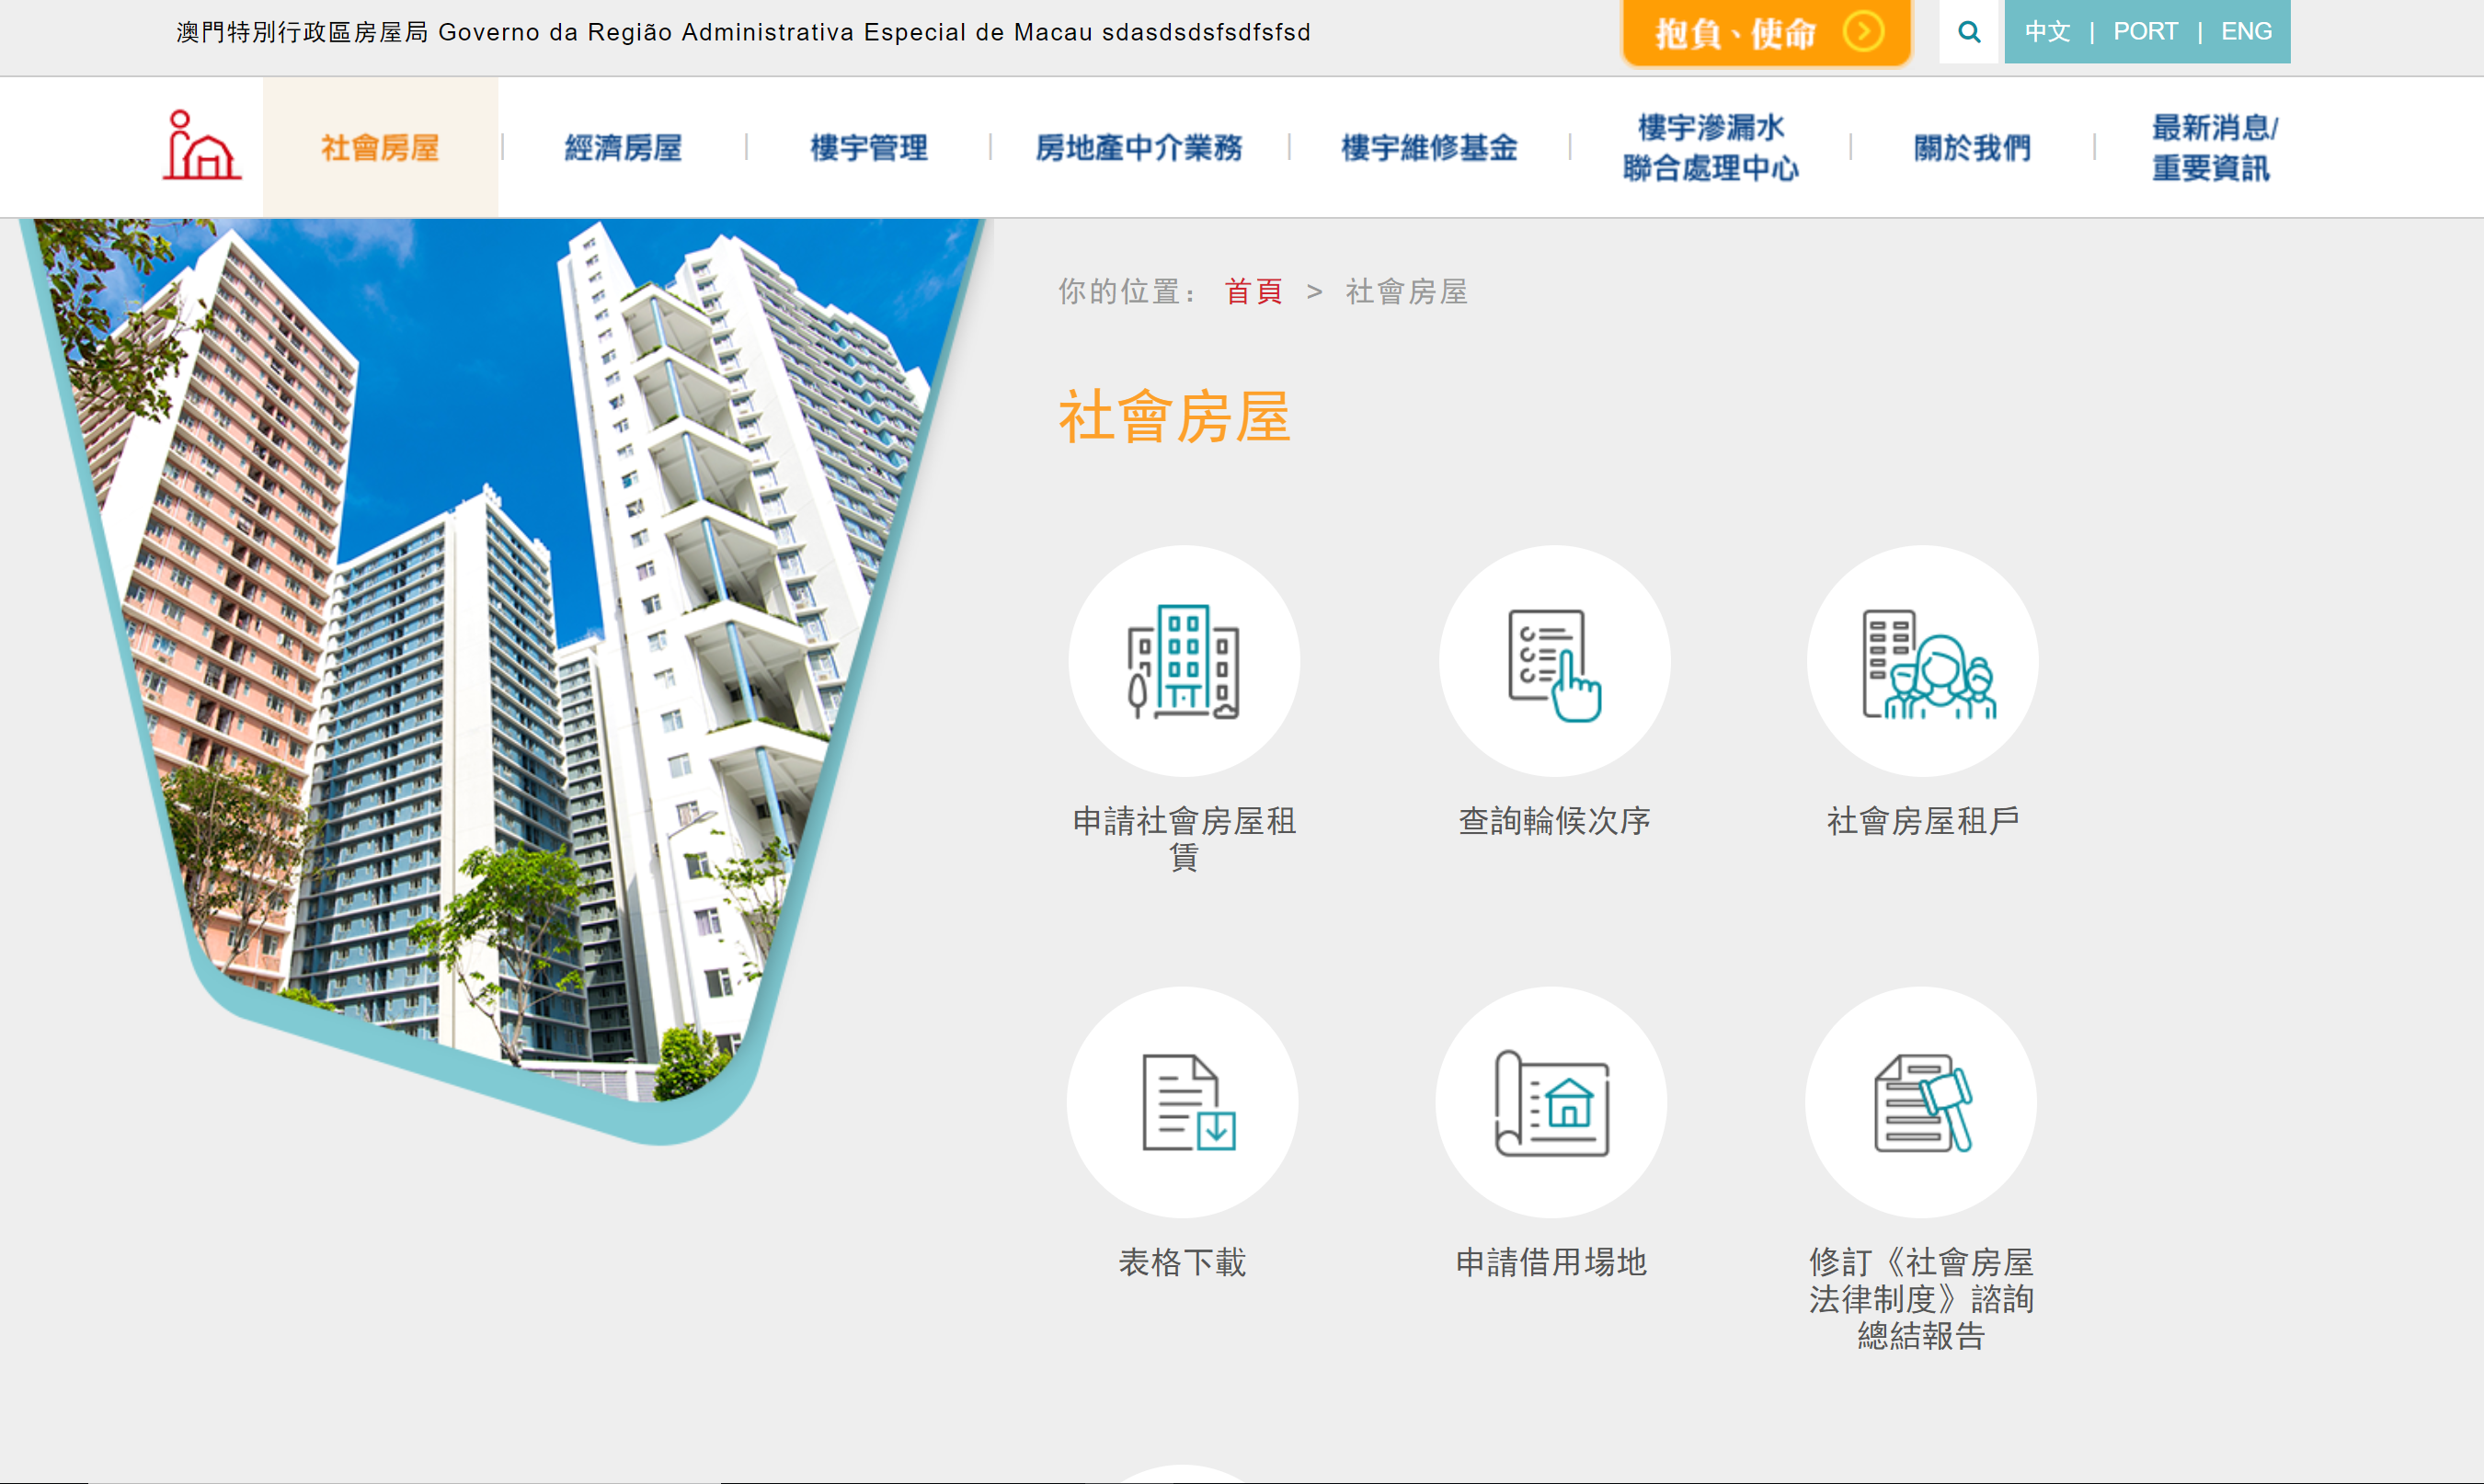 澳門特別行政區房屋局 Governo da Região Administrativa Especial de Macau sdasdsdsfsdfsfsd
抱負、使命
中文 | PORT | ENG
社會房屋
經濟房屋
樓宇管理
房地產中介業務
樓宇維修基金
樓宇滲漏水
聯合處理中心
關於我們
最新消息/
重要資訊
你的位置： 首頁 > 社會房屋
社會房屋
申請社會房屋租
賃
查詢輪候次序
社會房屋租戶
表格下載
申請借用場地
修訂《社會房屋
法律制度》諮詢
總結報告